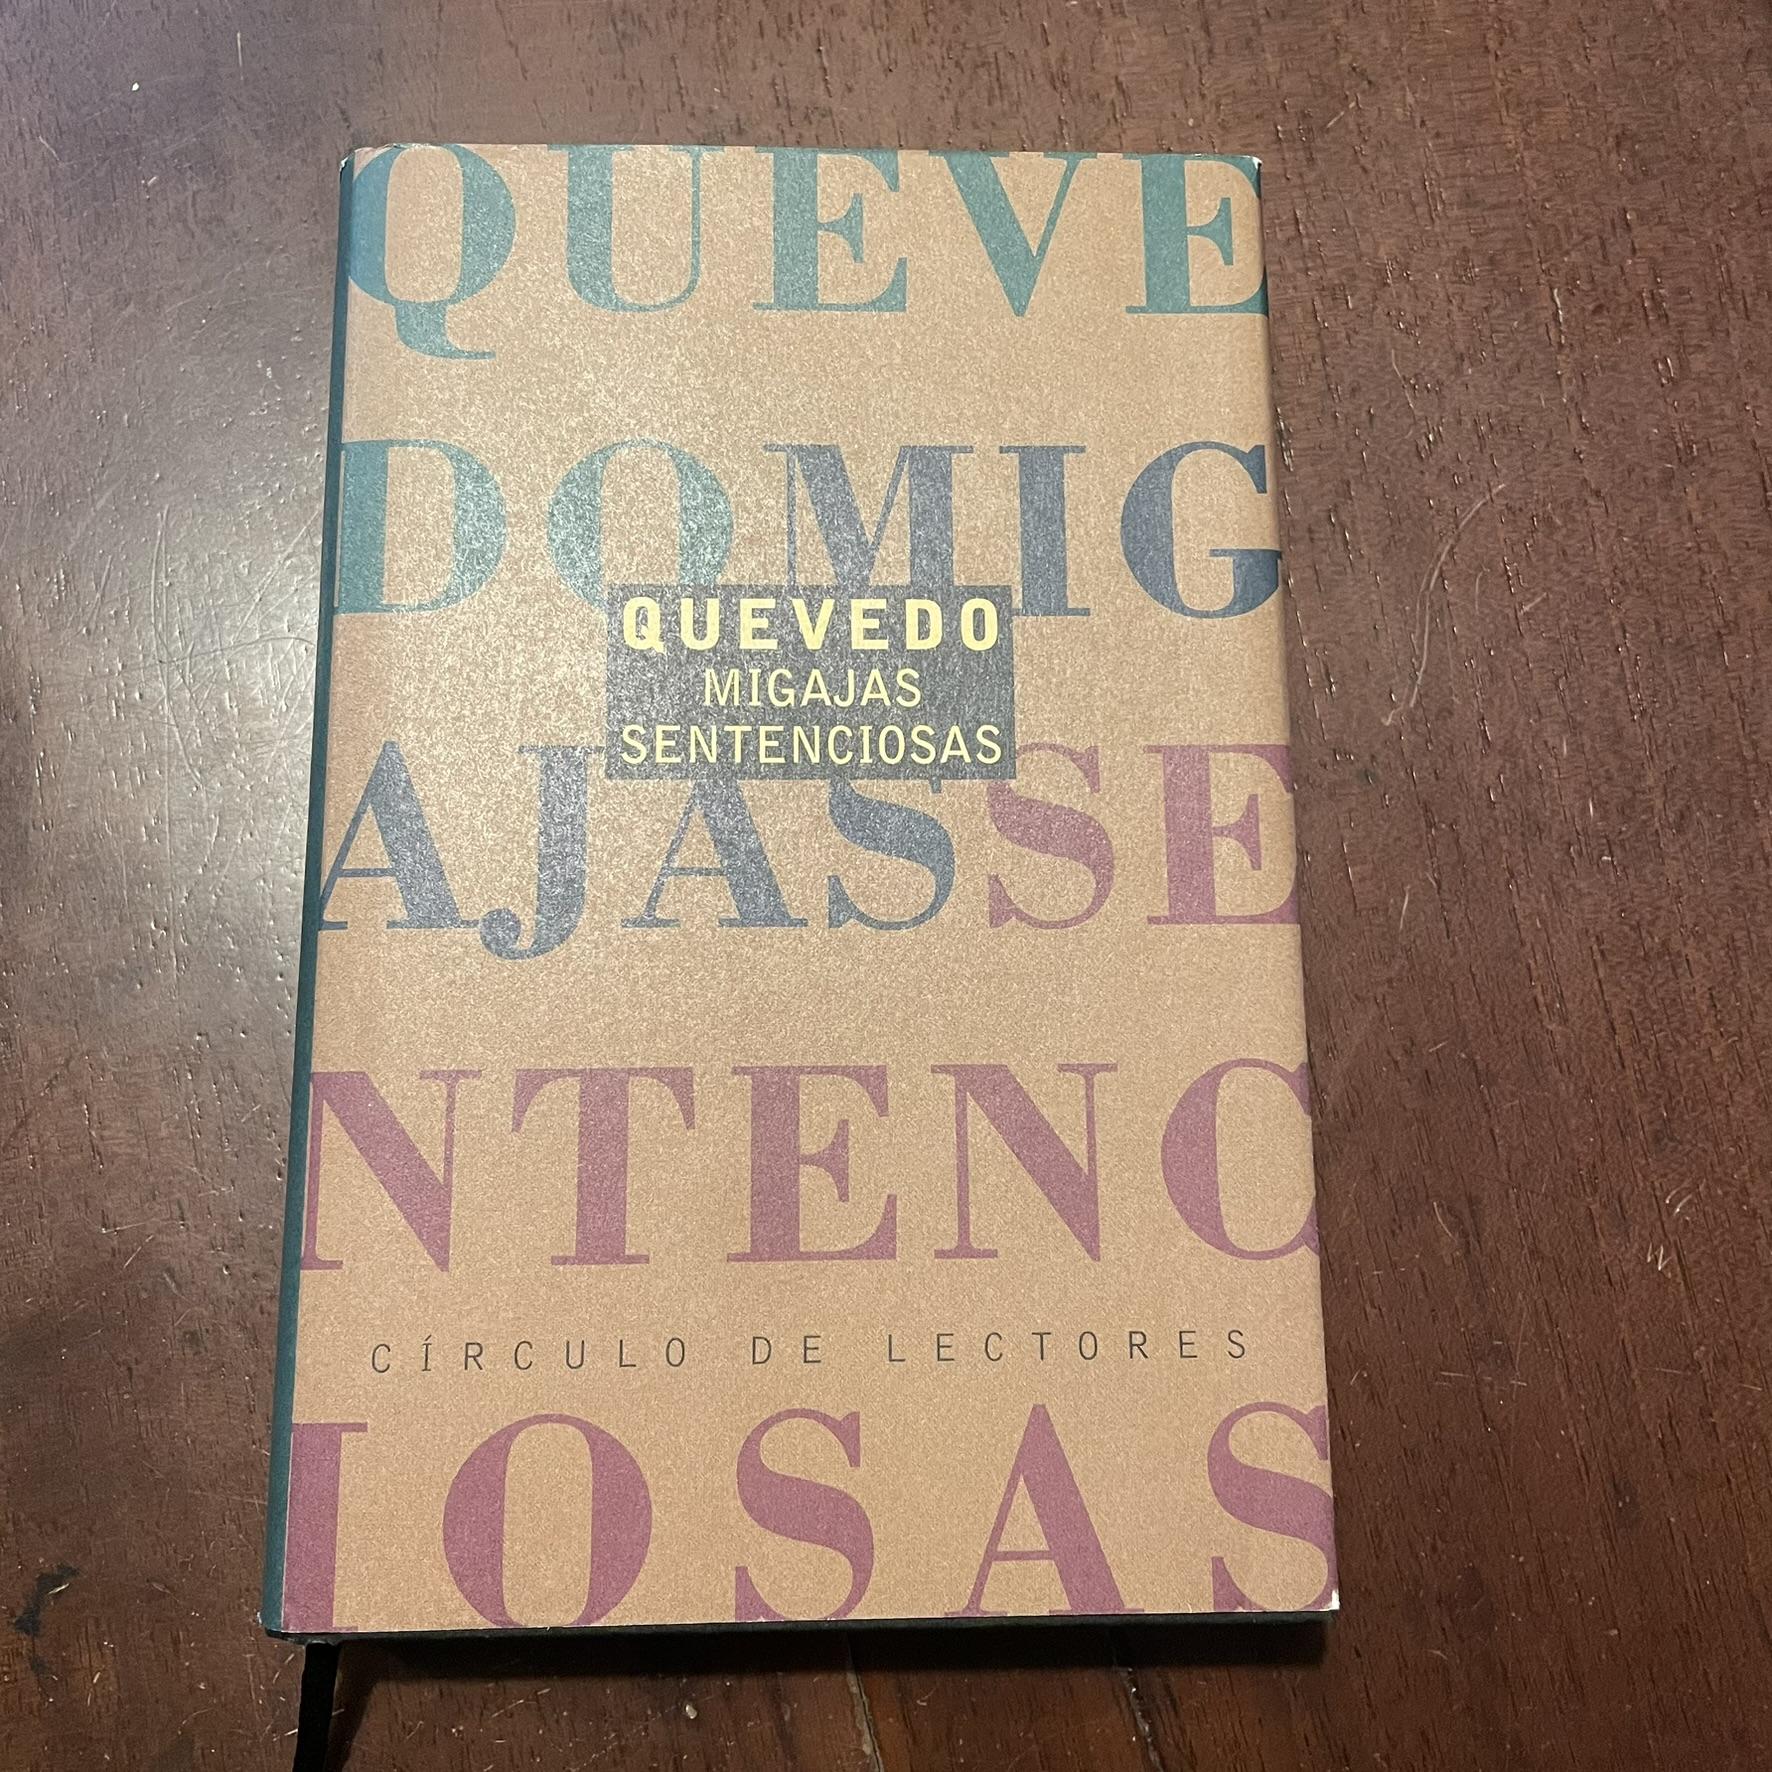 QUEVE
DOMIG
QUEVEDO
MIGAJAS
SENTENCIOSAS
AJASSE
NTENC
CÍRCULO DE LECTORES
IOSAS